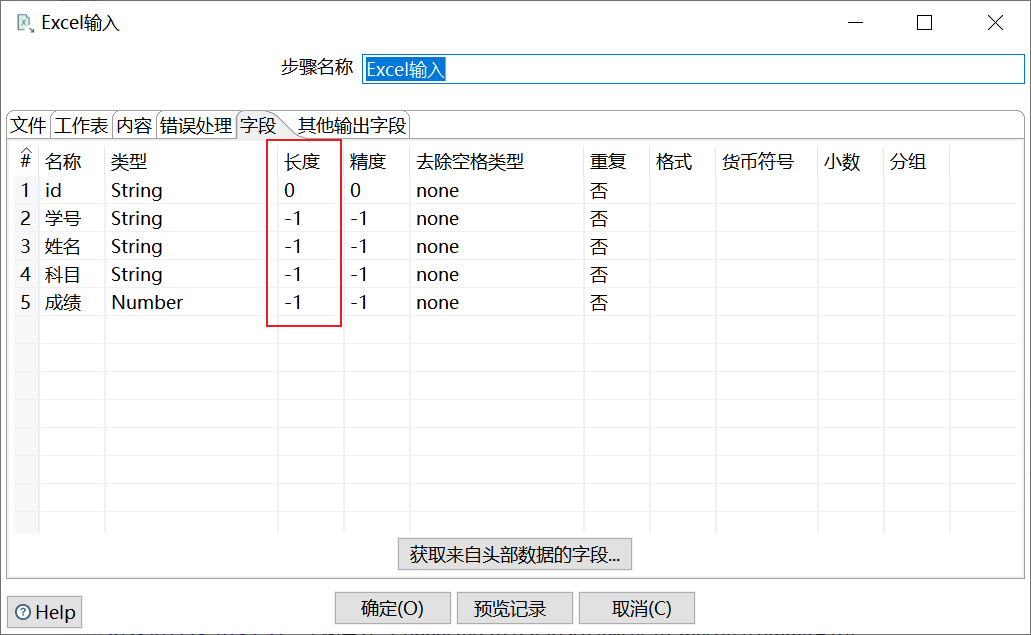 Excel输入
步骤名称 Excel输入
文件 工作表 内容 错误处理 字段 其他输出字段
# 名称 类型 长度 精度 去除空格类型 重复 格式 货币符号 小数 分组
1 id String 0 0 none 否
2 学号 String -1 -1 none 否
3 姓名 String -1 -1 none 否
4 科目 String -1 -1 none 否
5 成绩 Number -1 -1 none 否
获取来自头部数据的字段...
Help 确定(O) 预览记录 取消(C)